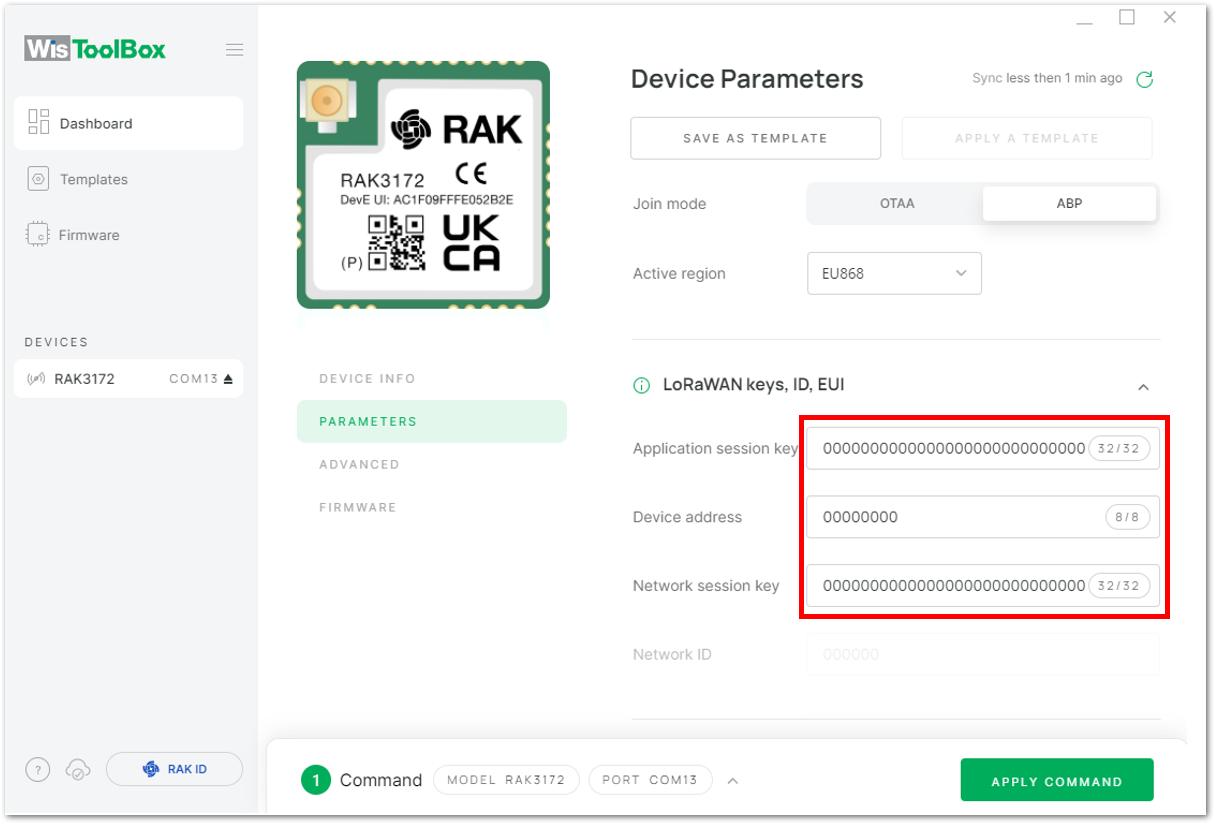 WisToolBox
Dashboard
Templates
Firmware
DEVICES
RAK3172 COM13
RAK ID
RAK
RAK3172
CE
DevE UI: AC1F09FFFE052B2E
(P)
UK
CA
DEVICE INFO
PARAMETERS
ADVANCED
FIRMWARE
Device Parameters
Sync less then 1 min ago
SAVE AS TEMPLATE
APPLY A TEMPLATE
Join mode OTAA ABP
Active region EU868
LoRaWAN keys, ID, EUI
Application session key 0000000000000000000000000000 32/32
Device address 00000000 8/8
Network session key 0000000000000000000000000000 32/32
Network ID 000000
1 Command MODEL RAK3172 PORT COM13
APPLY COMMAND